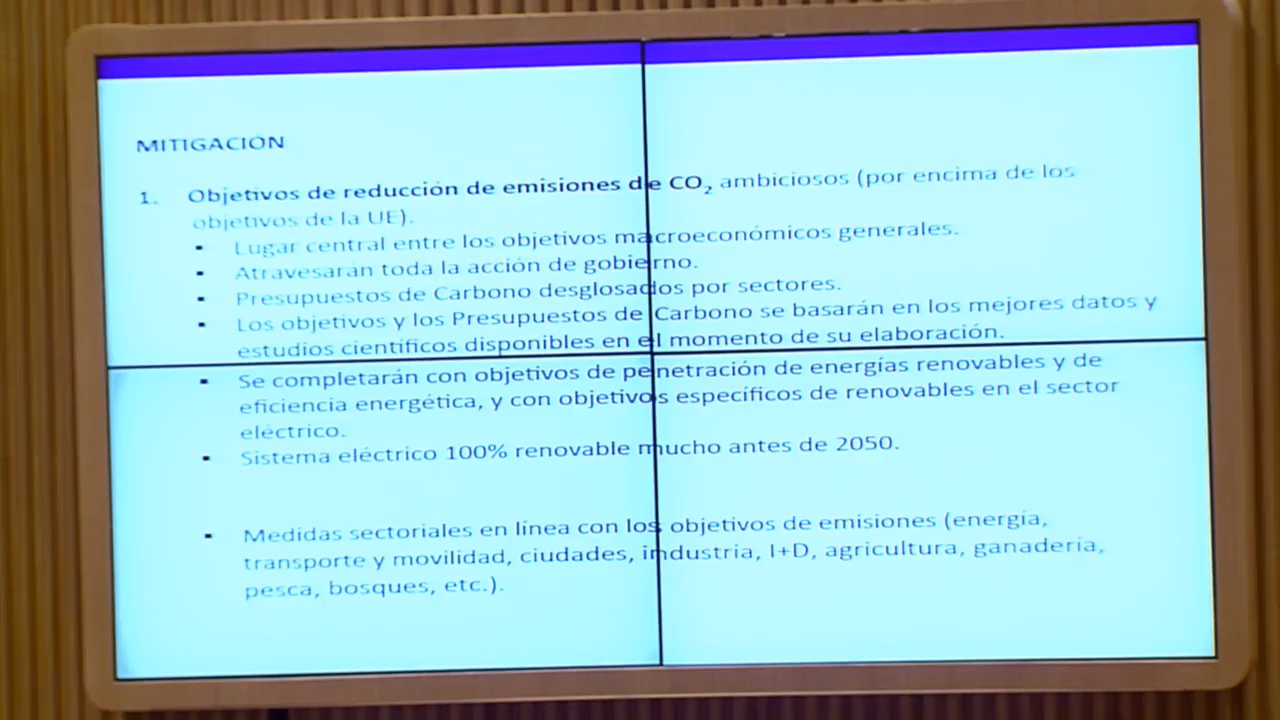 MITIGACIÓN
1. Objetivos de reducción de emisiones de CO₂ ambiciosos (por encima de los
objetivos de la UE).
▪ Lugar central entre los objetivos macroeconómicos generales.
▪ Atravesarán toda la acción de gobierno.
▪ Presupuestos de Carbono desglosados por sectores.
▪ Los objetivos y los Presupuestos de Carbono se basarán en los mejores datos y
estudios científicos disponibles en el momento de su elaboración.
▪ Se completarán con objetivos de penetración de energías renovables y de
eficiencia energética, y con objetivos específicos de renovables en el sector
eléctrico.
▪ Sistema eléctrico 100% renovable mucho antes de 2050.
▪ Medidas sectoriales en línea con los objetivos de emisiones (energía,
transporte y movilidad, ciudades, industria, I+D, agricultura, ganadería,
pesca, bosques, etc.).